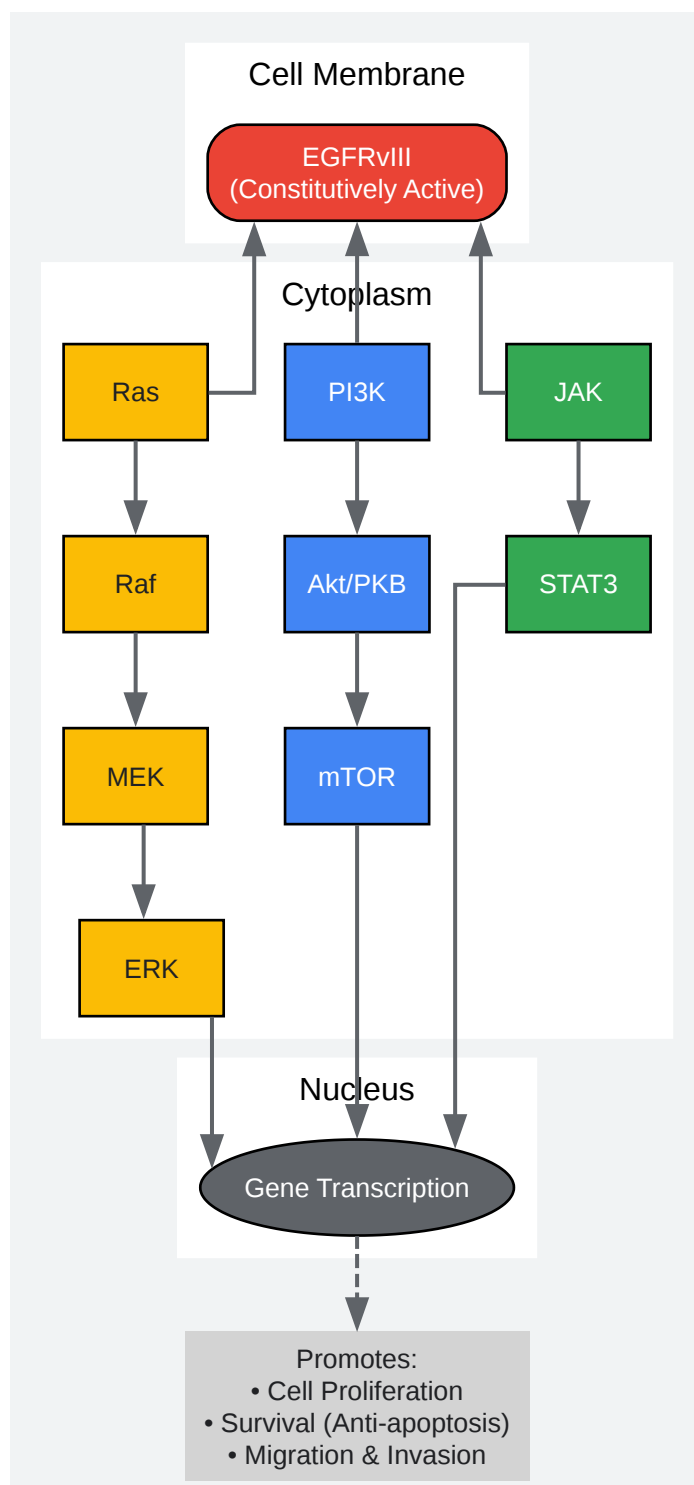 Cell Membrane
EGFRvIII
(Constitutively Active)
Cytoplasm
Ras
PI3K
JAK
Raf
Akt/PKB
STAT3
MEK
mTOR
ERK
Nucleus
Gene Transcription
Promotes:
• Cell Proliferation
• Survival (Anti-apoptosis)
• Migration & Invasion